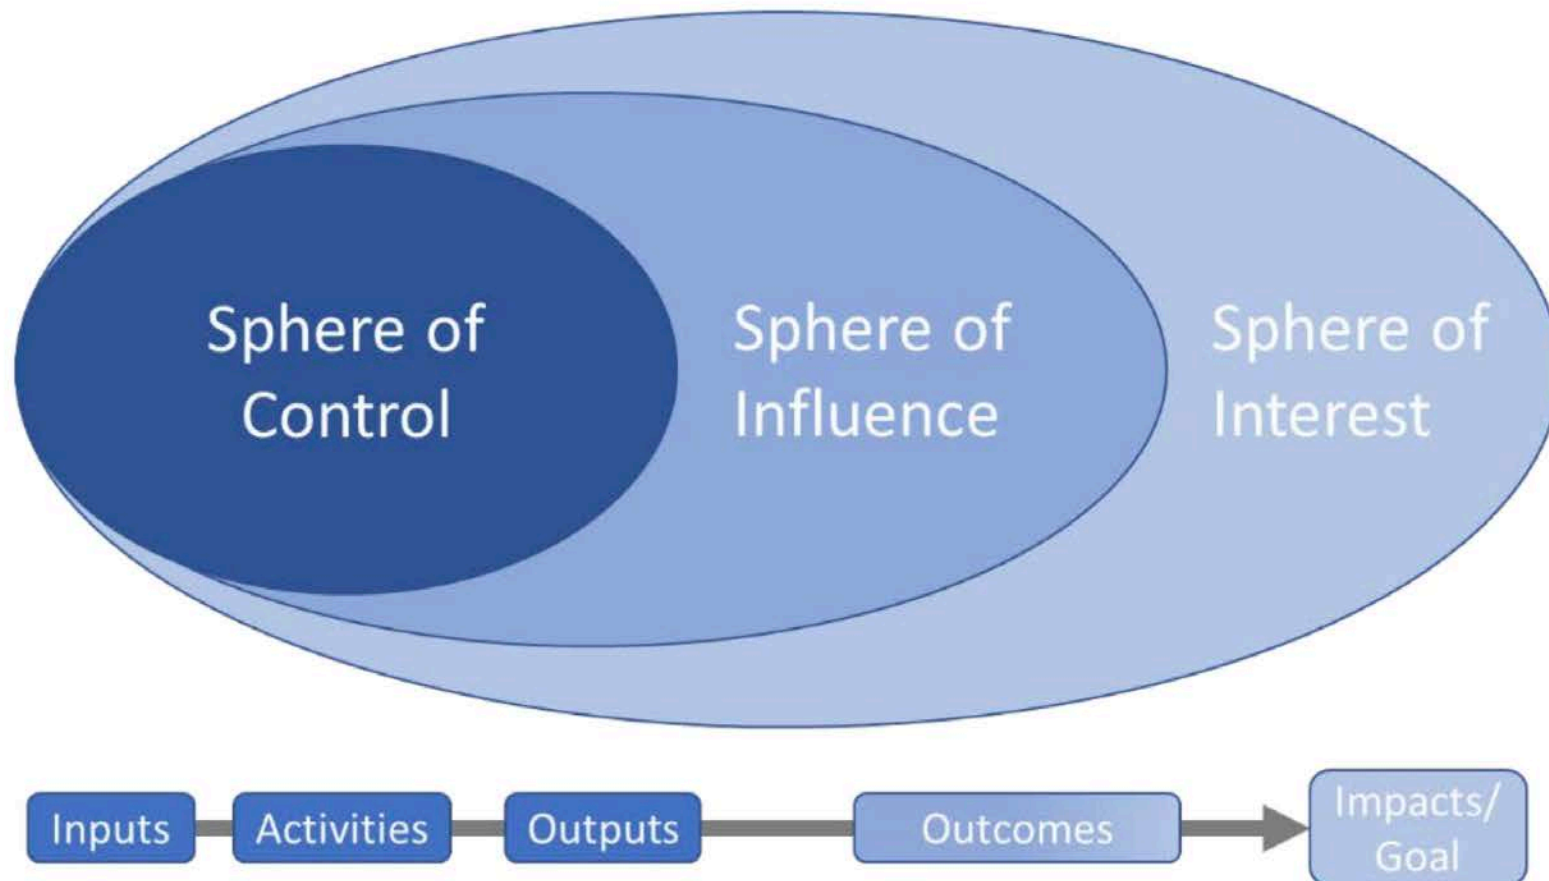 Sphere of
Control
Sphere of
Influence
Sphere of
Interest
Inputs
Activities
Outputs
Outcomes
Impacts/
Goal